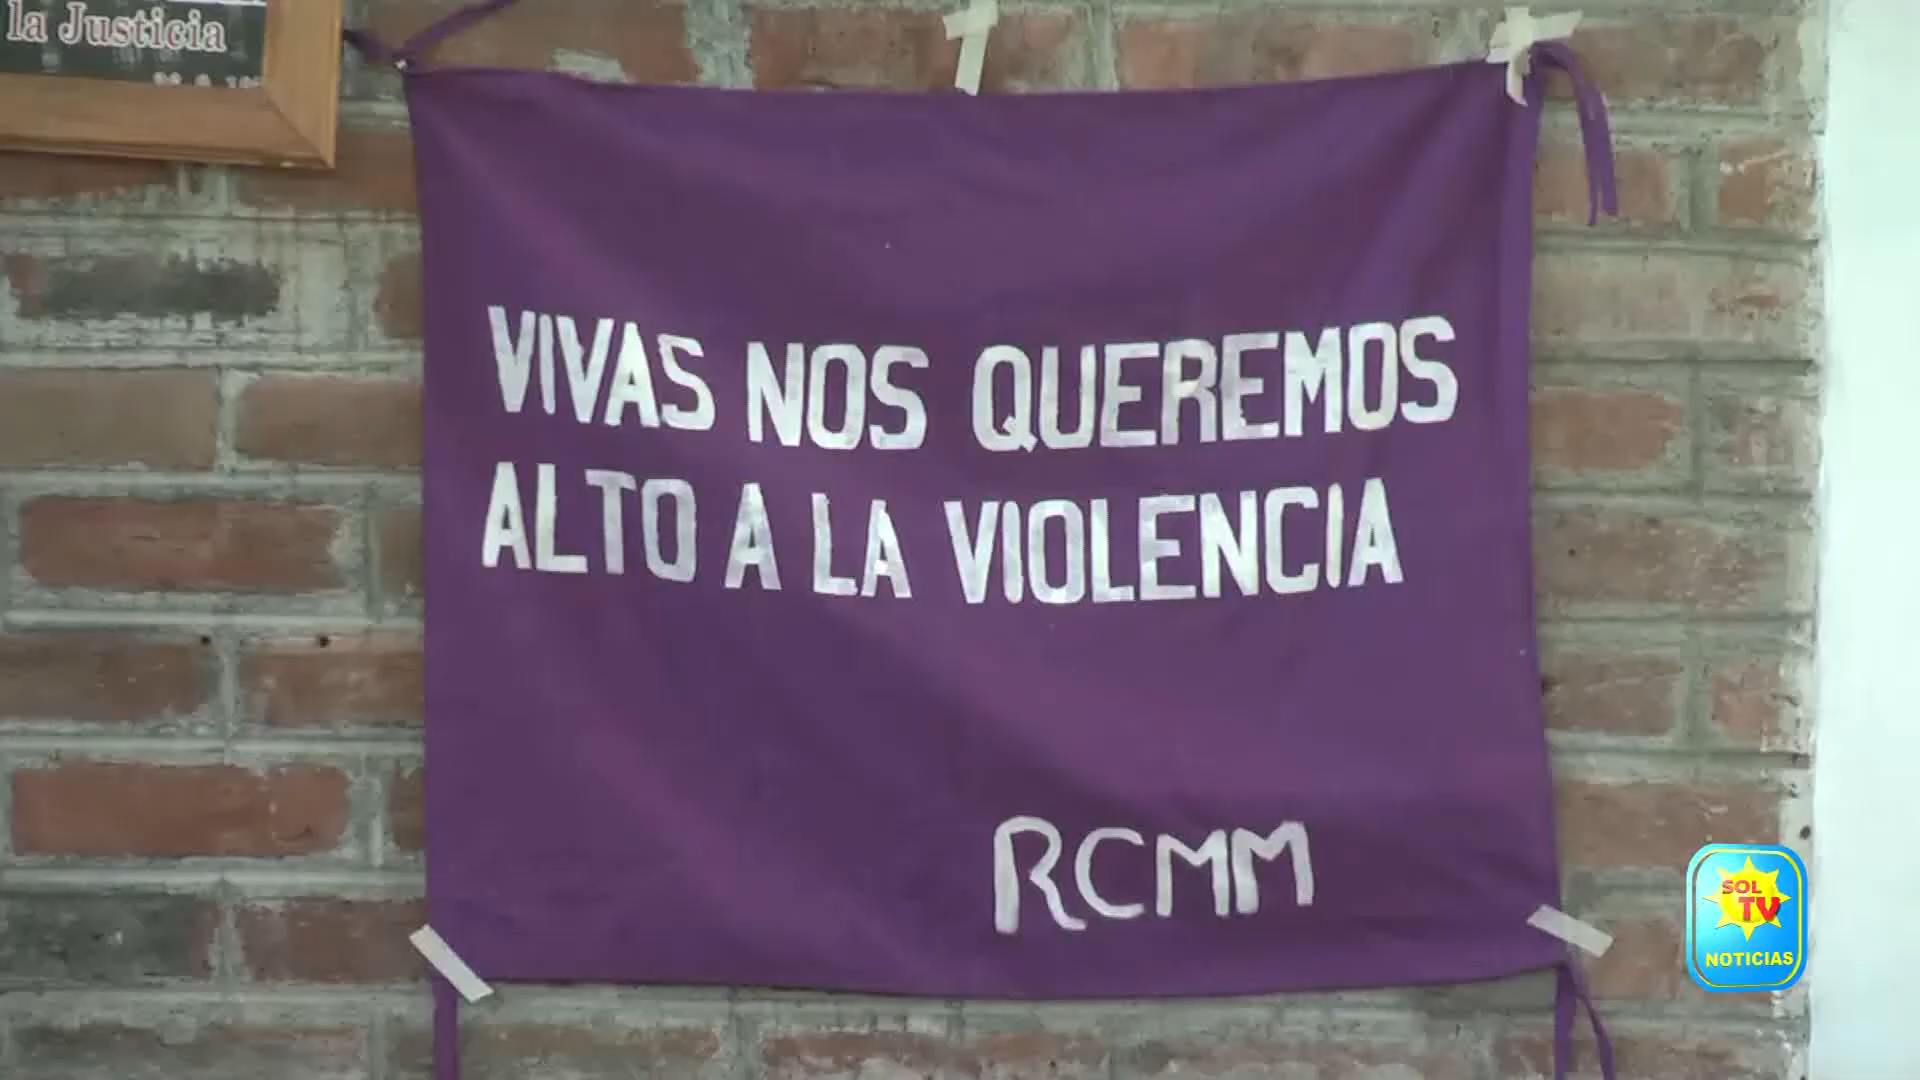 la Justicia
VIVAS NOS QUEREMOS
ALTO A LA VIOLENCIA
RCMM
SOL
TV
NOTICIAS